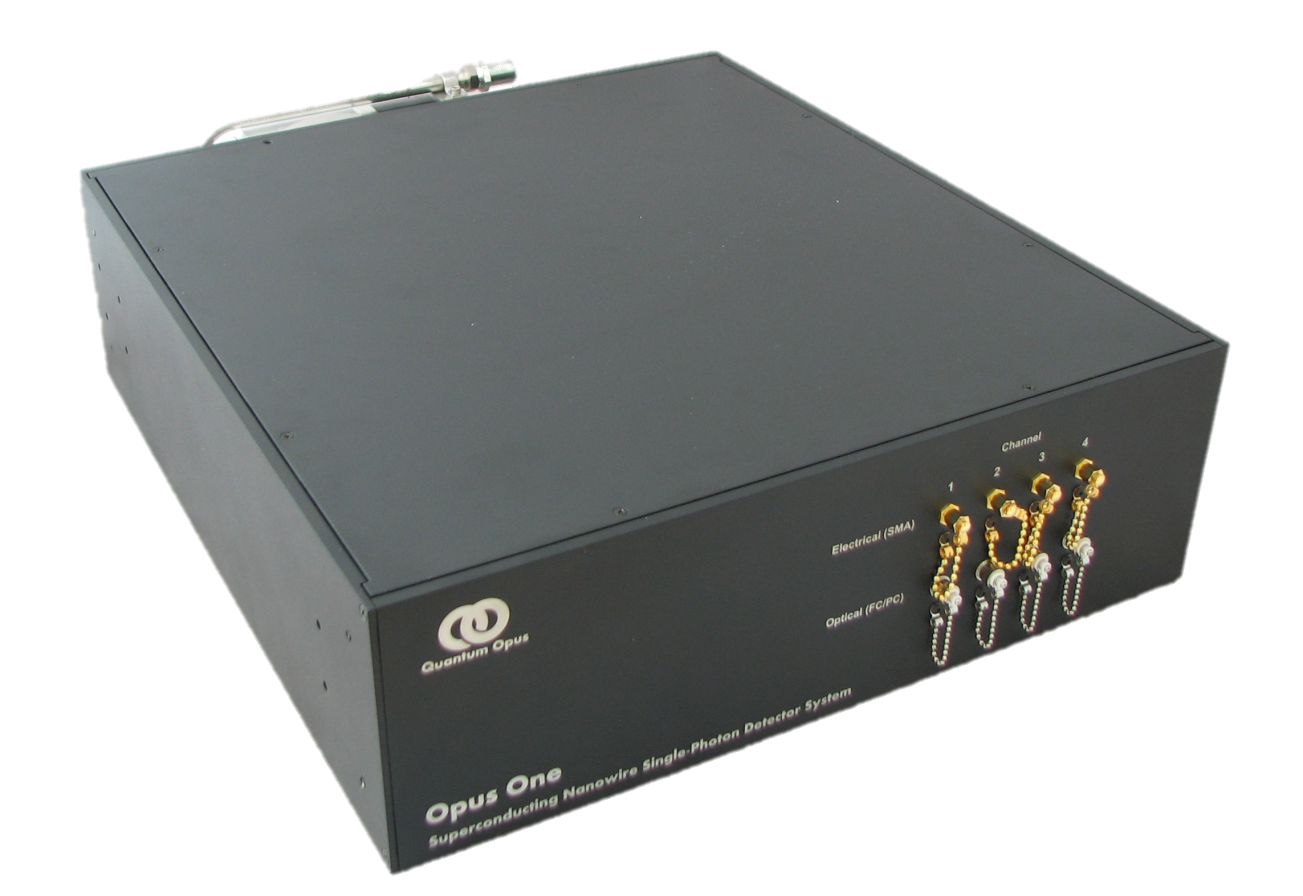 Channel
1 2 3 4
Electrical (SMA)
Optical (FC/PC)
Quantum Opus
Opus One
Superconducting Nanowire Single-Photon Detector System